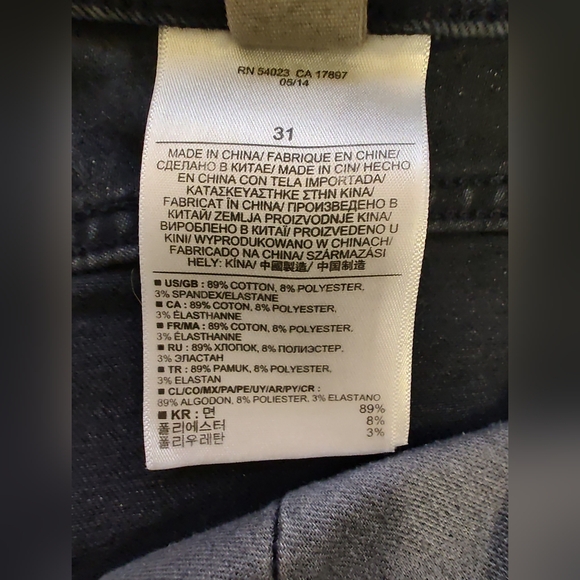 RN 54023 CA 17897
05/14
31
MADE IN CHINA/ FABRIQUE EN CHINE/
СДЕЛАНО В КИТАЕ/ MADE IN CIN/ HECHO
EN CHINA CON TELA IMPORTADA/
ΚΑΤΑΣΚΕΥΑΣΤΗΚΕ ΣΤΗΝ ΚΙΝΑ/
FABRICAT ÎN CHINA/ ПРОИЗВЕДЕНО В
КИТАЙ/ ZEMLJA PROIZVODNJE KINA/
ВИРОБЛЕНО В КИТАЇ/ PROIZVEDENO U
KINI/ WYPRODUKOWANO W CHINACH/
FABRICADO NA CHINA/ SZÁRMAZÁSI
HELY: KÍNA/ 中國製造/ 中国制造
■ US/GB : 89% COTTON, 8% POLYESTER,
3% SPANDEX/ELASTANE
■ CA : 89% COTON, 8% POLYESTER,
3% ÉLASTHANNE
■ FR/MA : 89% COTON, 8% POLYESTER,
3% ÉLASTHANNE
■ RU : 89% ХЛОПОК, 8% ПОЛИЭСТЕР,
3% ЭЛАСТАН
■ TR : 89% PAMUK, 8% POLYESTER,
3% ELASTAN
■ CL/CO/MX/PA/PE/UY/AR/PY/CR :
89% ALGODON, 8% POLIESTER, 3% ELASTANO
■ KR : 면 89%
폴리에스터 8%
폴리우레탄 3%